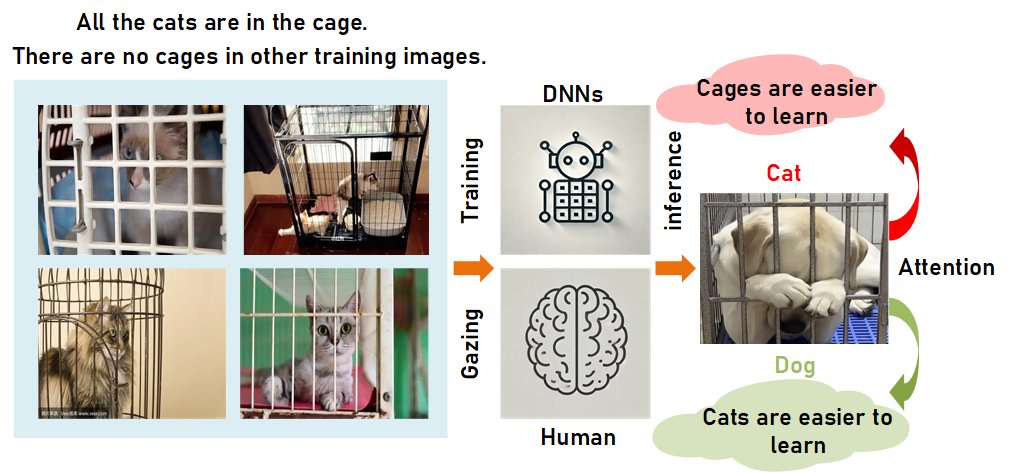 All the cats are in the cage.
There are no cages in other training images.
DNNs
Training
Gazing
Human
inference
Cages are easier
to learn
Cat
Attention
Dog
Cats are easier to
learn